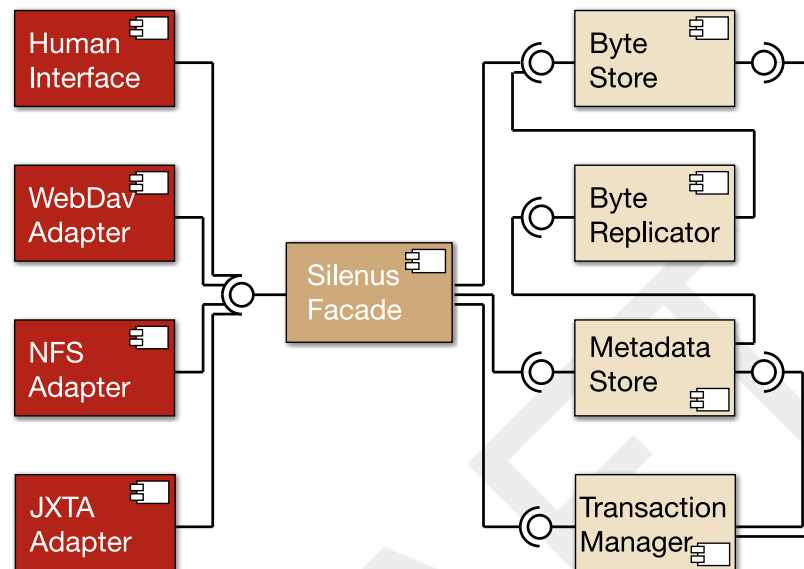 Human
Interface
WebDav
Adapter
NFS
Adapter
JXTA
Adapter
Silenus
Facade
Byte
Store
Byte
Replicator
Metadata
Store
Transaction
Manager